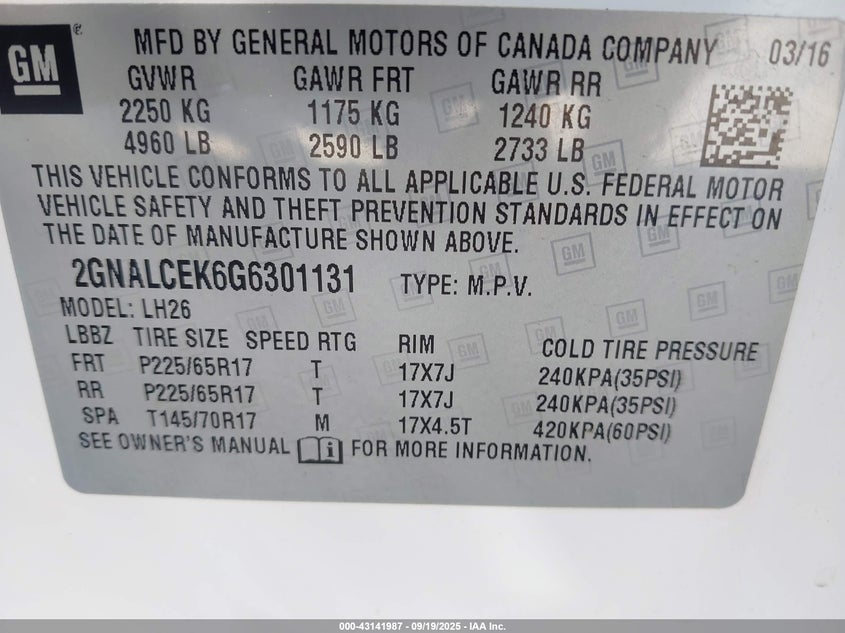 GM ®
MFD BY GENERAL MOTORS OF CANADA COMPANY 03/16
GVWR GAWR FRT GAWR RR
2250 KG 1175 KG 1240 KG
4960 LB 2590 LB 2733 LB
THIS VEHICLE CONFORMS TO ALL APPLICABLE U.S. FEDERAL MOTOR
VEHICLE SAFETY AND THEFT PREVENTION STANDARDS IN EFFECT ON
THE DATE OF MANUFACTURE SHOWN ABOVE.
2GNALCEK6G6301131 TYPE: M.P.V.
MODEL: LH26
LBBZ TIRE SIZE SPEED RTG RIM COLD TIRE PRESSURE
FRT P225/65R17 T 17X7J 240KPA(35PSI)
RR P225/65R17 T 17X7J 240KPA(35PSI)
SPA T145/70R17 M 17X4.5T 420KPA(60PSI)
SEE OWNER'S MANUAL i FOR MORE INFORMATION.
000-43141987 - 09/19/2025 - IAA Inc.